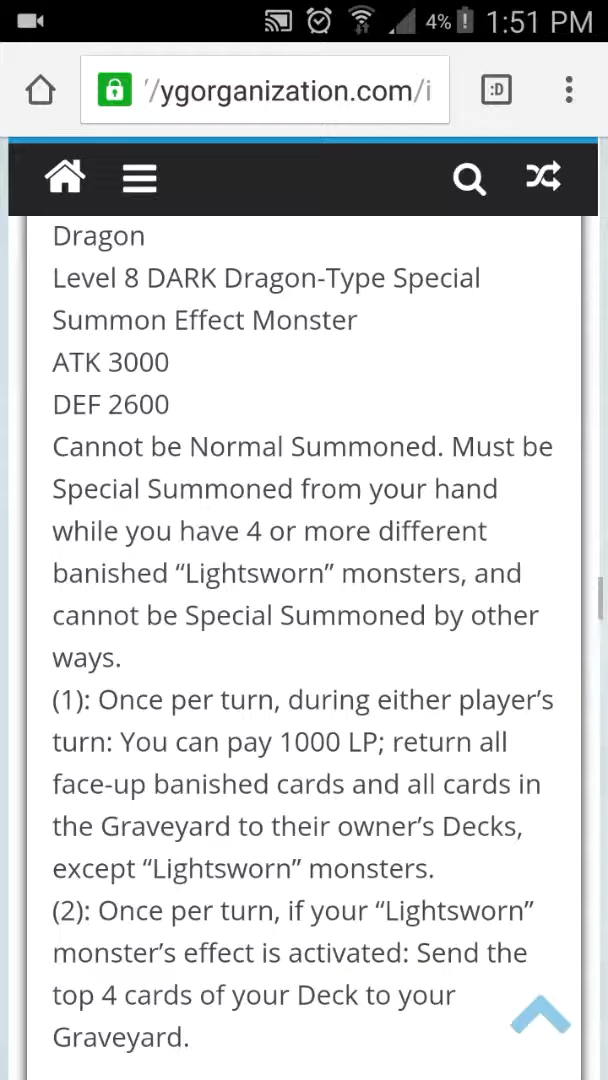 4% 1:51 PM
//ygorganization.com/i :D
Dragon
Level 8 DARK Dragon-Type Special
Summon Effect Monster
ATK 3000
DEF 2600
Cannot be Normal Summoned. Must be
Special Summoned from your hand
while you have 4 or more different
banished “Lightsworn” monsters, and
cannot be Special Summoned by other
ways.
(1): Once per turn, during either player’s
turn: You can pay 1000 LP; return all
face-up banished cards and all cards in
the Graveyard to their owner’s Decks,
except “Lightsworn” monsters.
(2): Once per turn, if your “Lightsworn”
monster’s effect is activated: Send the
top 4 cards of your Deck to your
Graveyard.